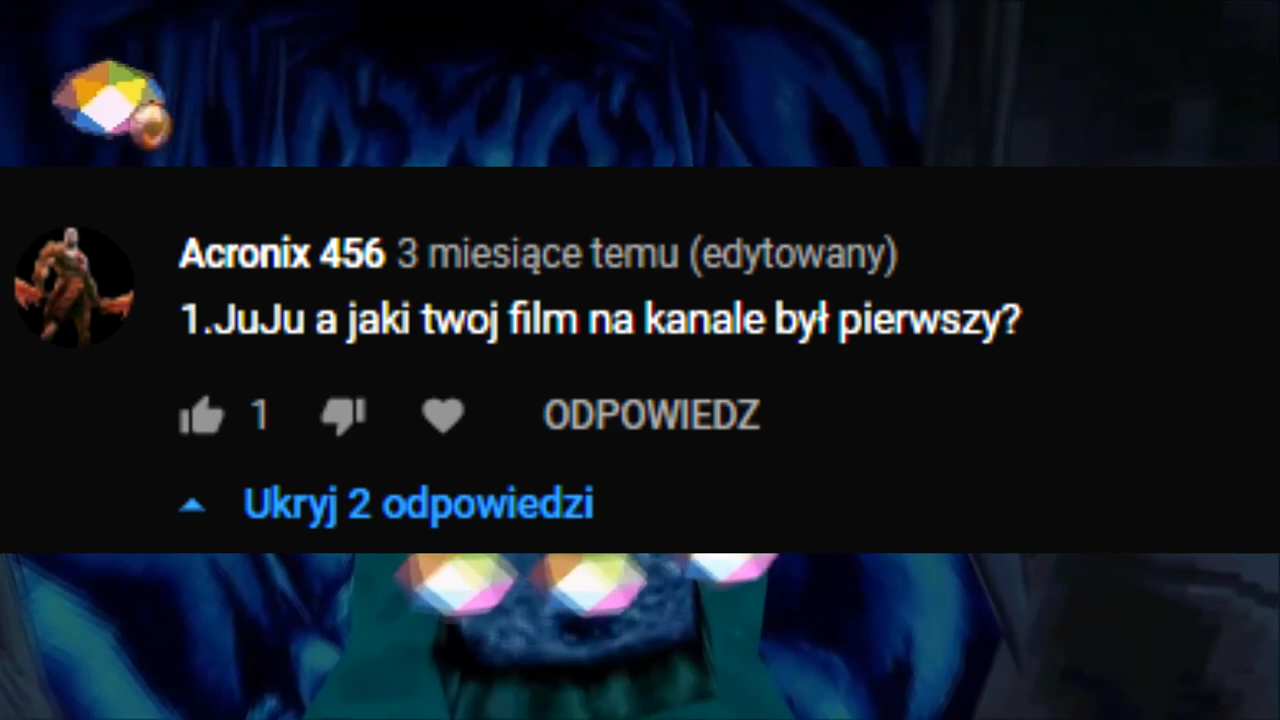 Acronix 456 3 miesiące temu (edytowany)
1.JuJu a jaki twoj film na kanale był pierwszy?
1 ODPOWIEDZ
Ukryj 2 odpowiedzi